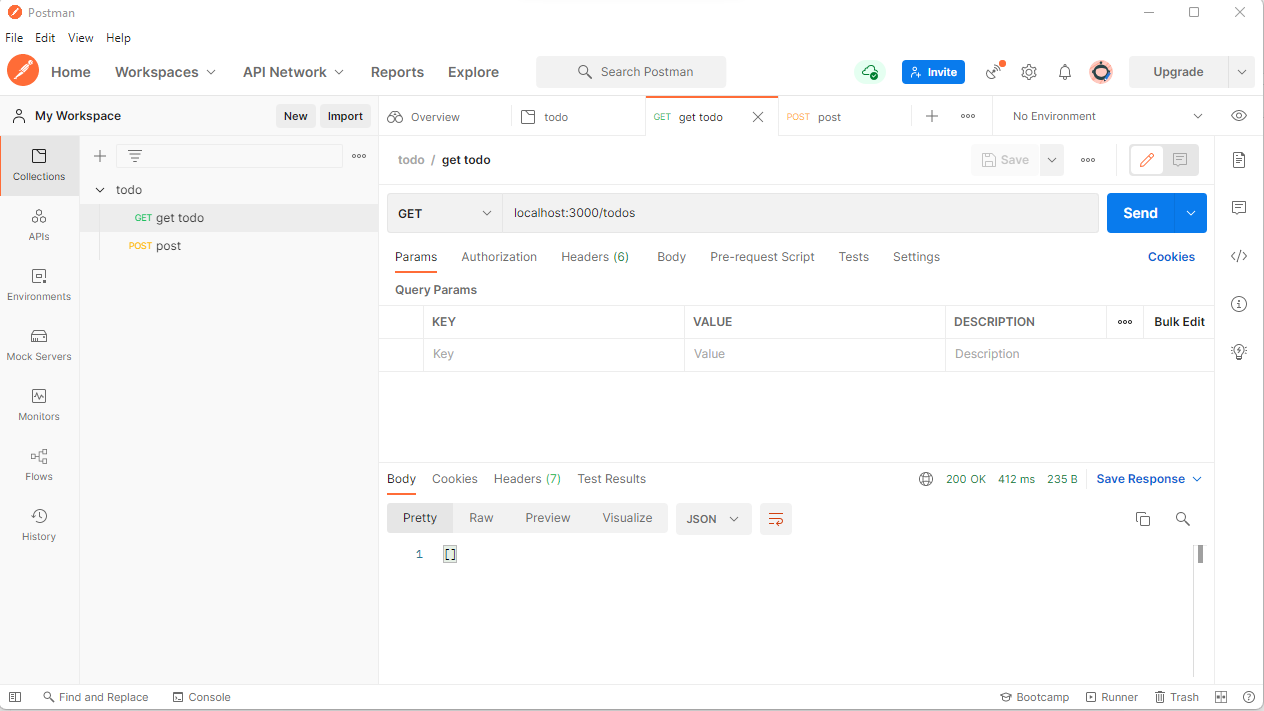 Postman
File Edit View Help
Home Workspaces API Network Reports Explore Search Postman Invite Upgrade
My Workspace New Import Overview todo GET get todo POST post No Environment
Collections
APIs
Environments
Mock Servers
Monitors
Flows
History
todo
GET get todo
POST post
todo / get todo Save
GET localhost:3000/todos Send
Params Authorization Headers (6) Body Pre-request Script Tests Settings Cookies
Query Params
KEY VALUE DESCRIPTION Bulk Edit
Key Value Description
Body Cookies Headers (7) Test Results 200 OK 412 ms 235 B Save Response
Pretty Raw Preview Visualize JSON
1 []
Find and Replace Console Bootcamp Runner Trash